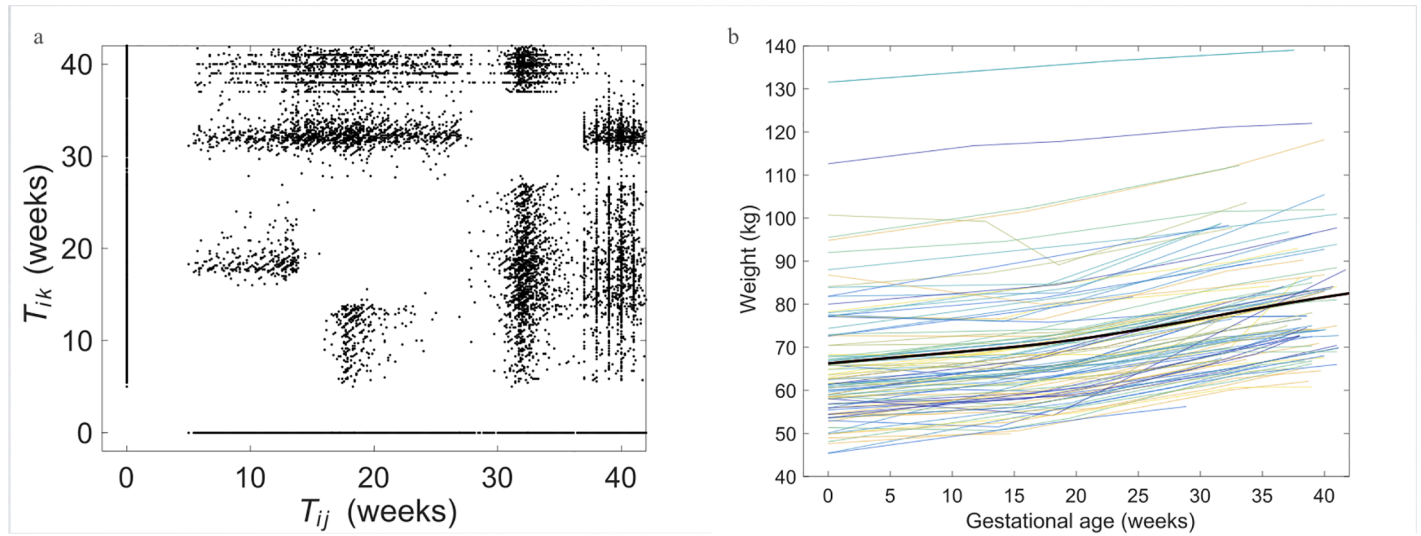 a
40
30
20
10
0
T_ik (weeks)
0 10 20 30 40
T_ij (weeks)
b
140
130
120
110
100
90
80
70
60
50
40
Weight (kg)
0 5 10 15 20 25 30 35 40
Gestational age (weeks)